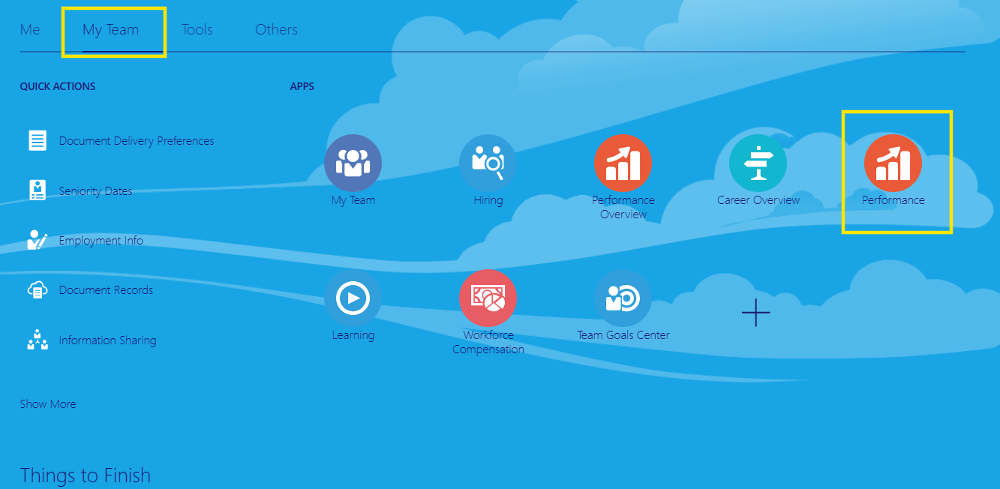 Me
My Team
Tools
Others
QUICK ACTIONS
APPS
Document Delivery Preferences
Seniority Dates
Employment Info
Document Records
Information Sharing
Show More
My Team
Hiring
Performance
Overview
Career Overview
Performance
Learning
Workforce
Compensation
Team Goals Center
Things to Finish